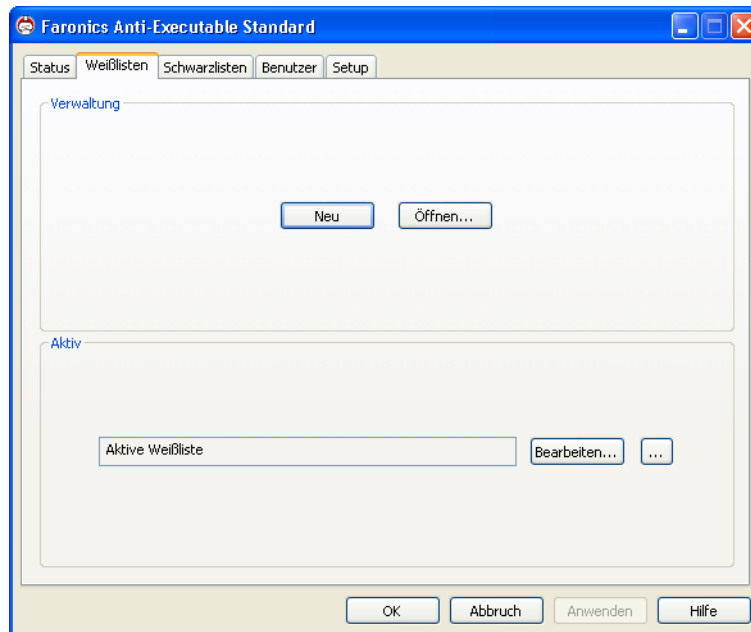 Faronics Anti-Executable Standard
Status Weißlisten Schwarzlisten Benutzer Setup
Verwaltung
Neu Öffnen...
Aktiv
Aktive Weißliste Bearbeiten... ...
OK Abbruch Anwenden Hilfe